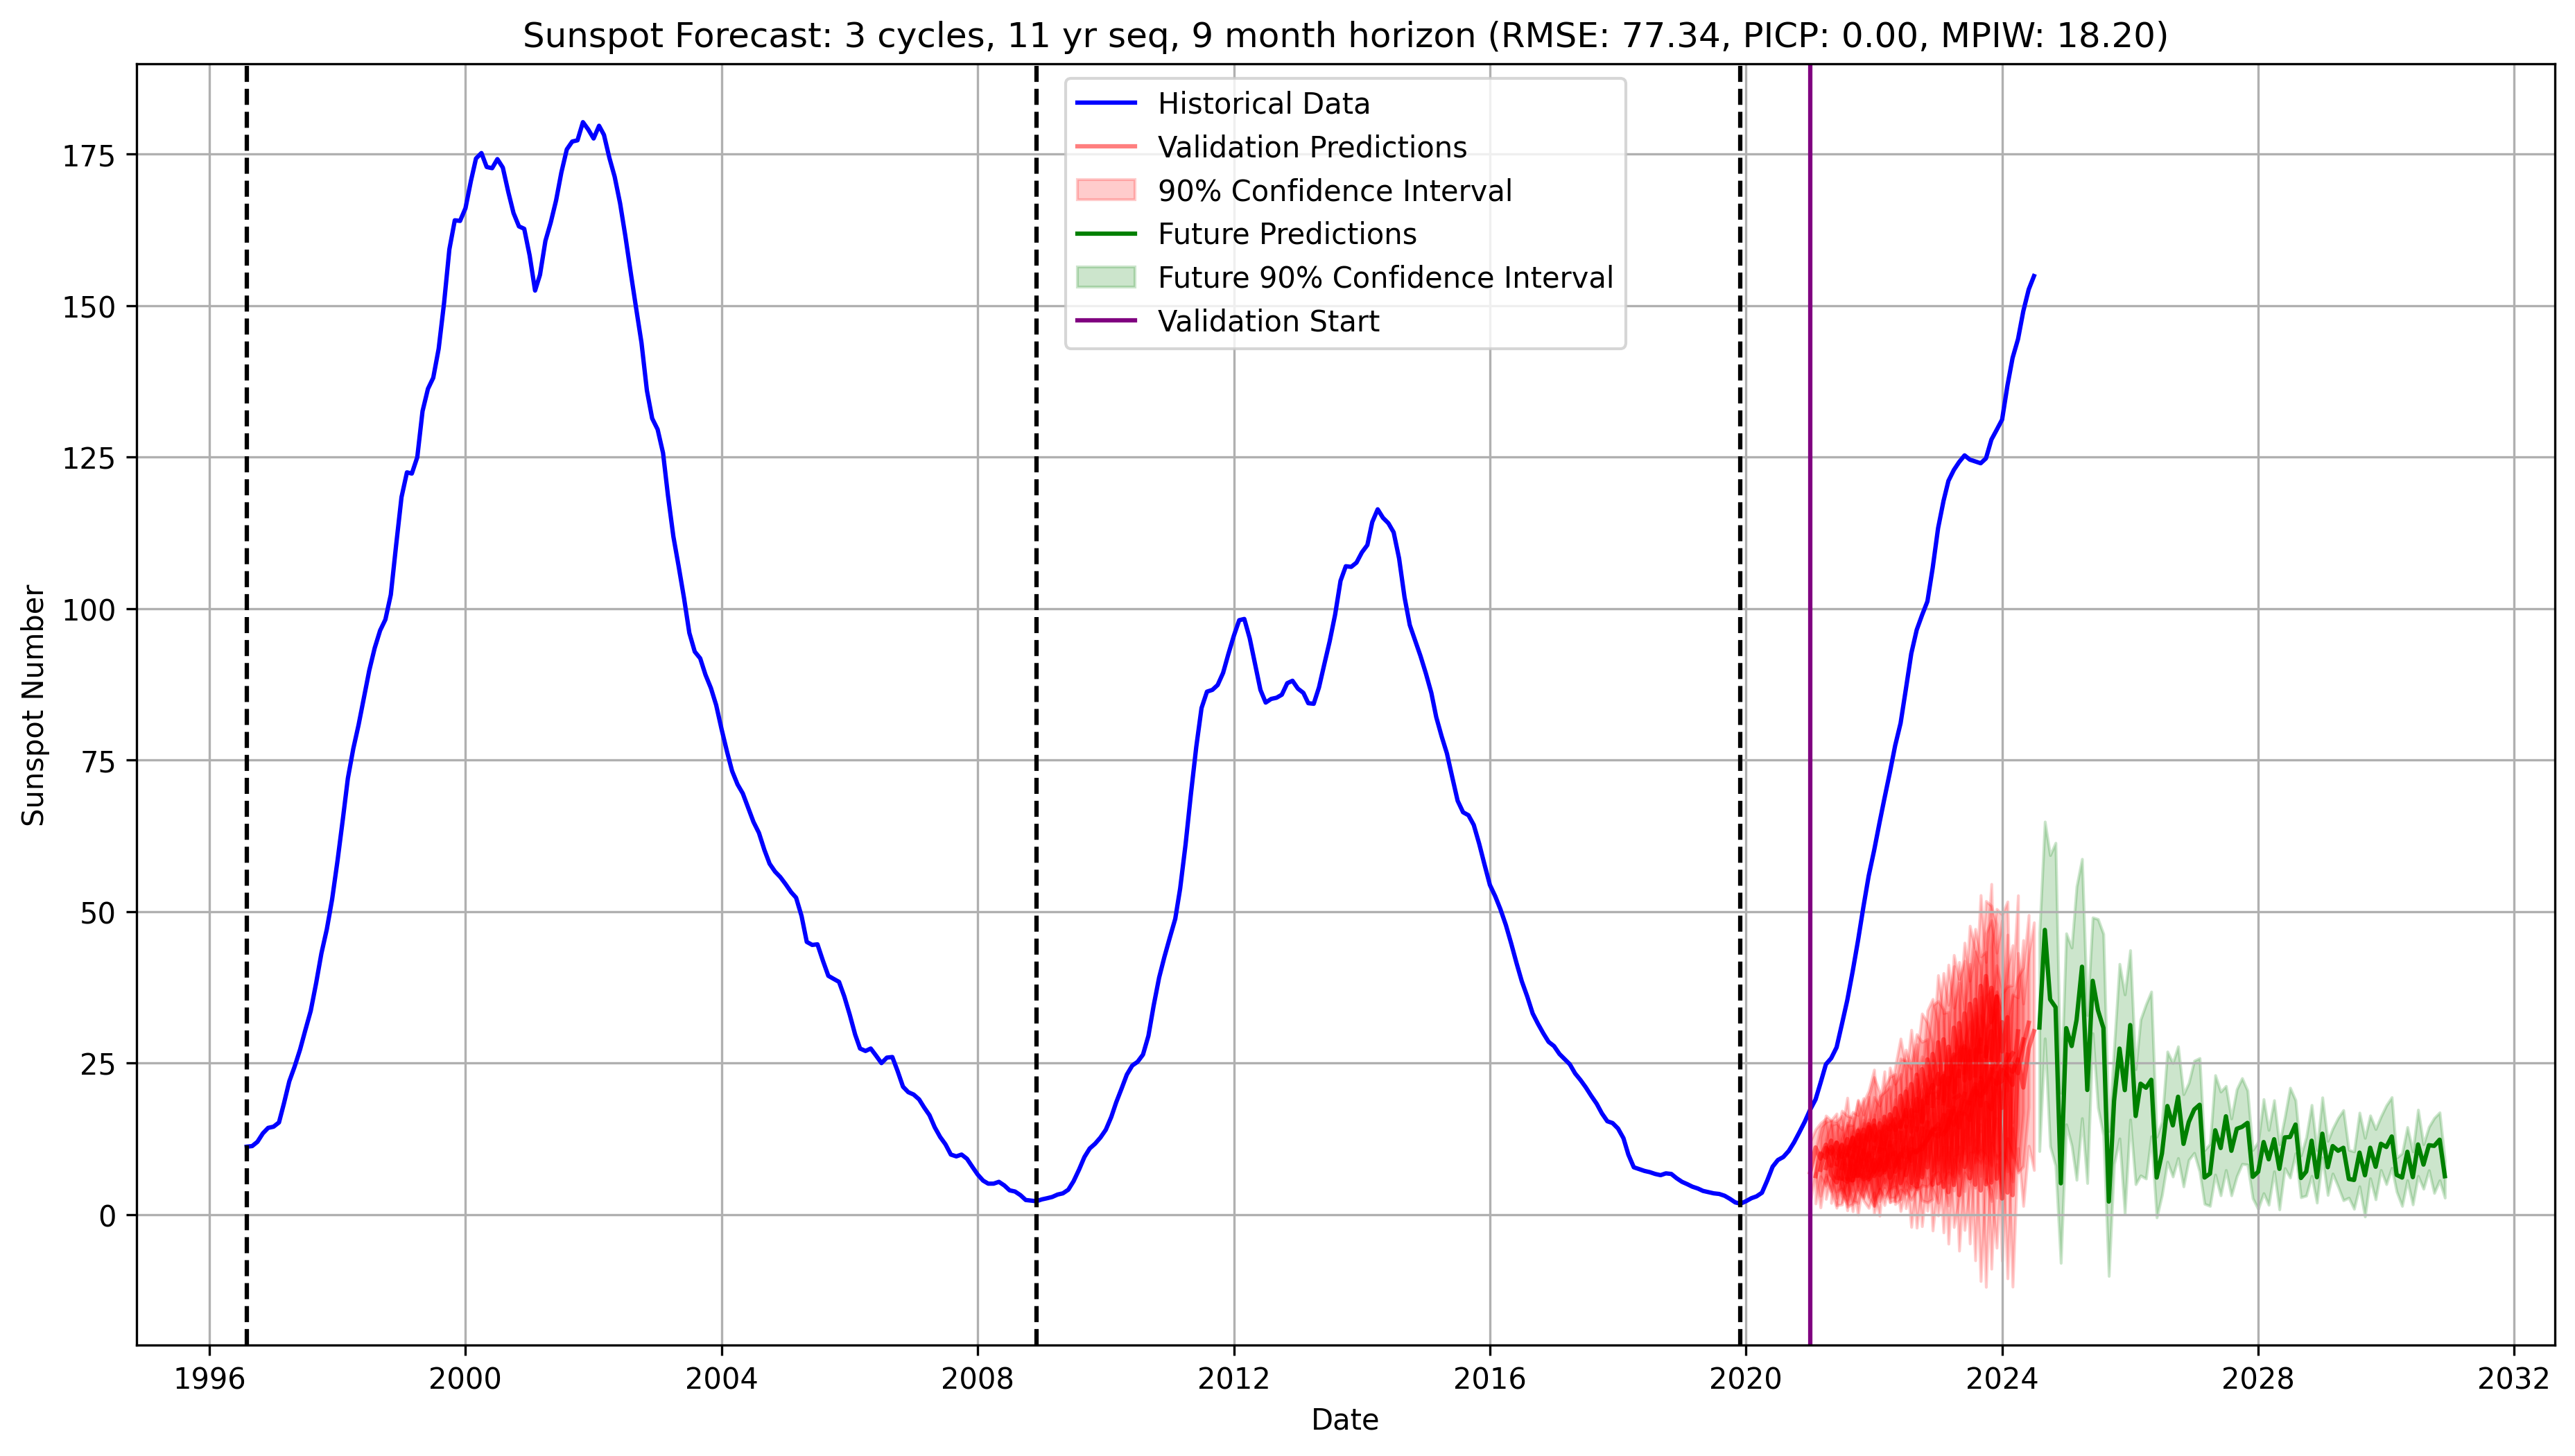 Sunspot Forecast: 3 cycles, 11 yr seq, 9 month horizon (RMSE: 77.34, PICP: 0.00, MPIW: 18.20)
Historical Data
Validation Predictions
90% Confidence Interval
Future Predictions
Future 90% Confidence Interval
Validation Start
Sunspot Number
175
150
125
100
75
50
25
0
1996 2000 2004 2008 2012 2016 2020 2024 2028 2032
Date